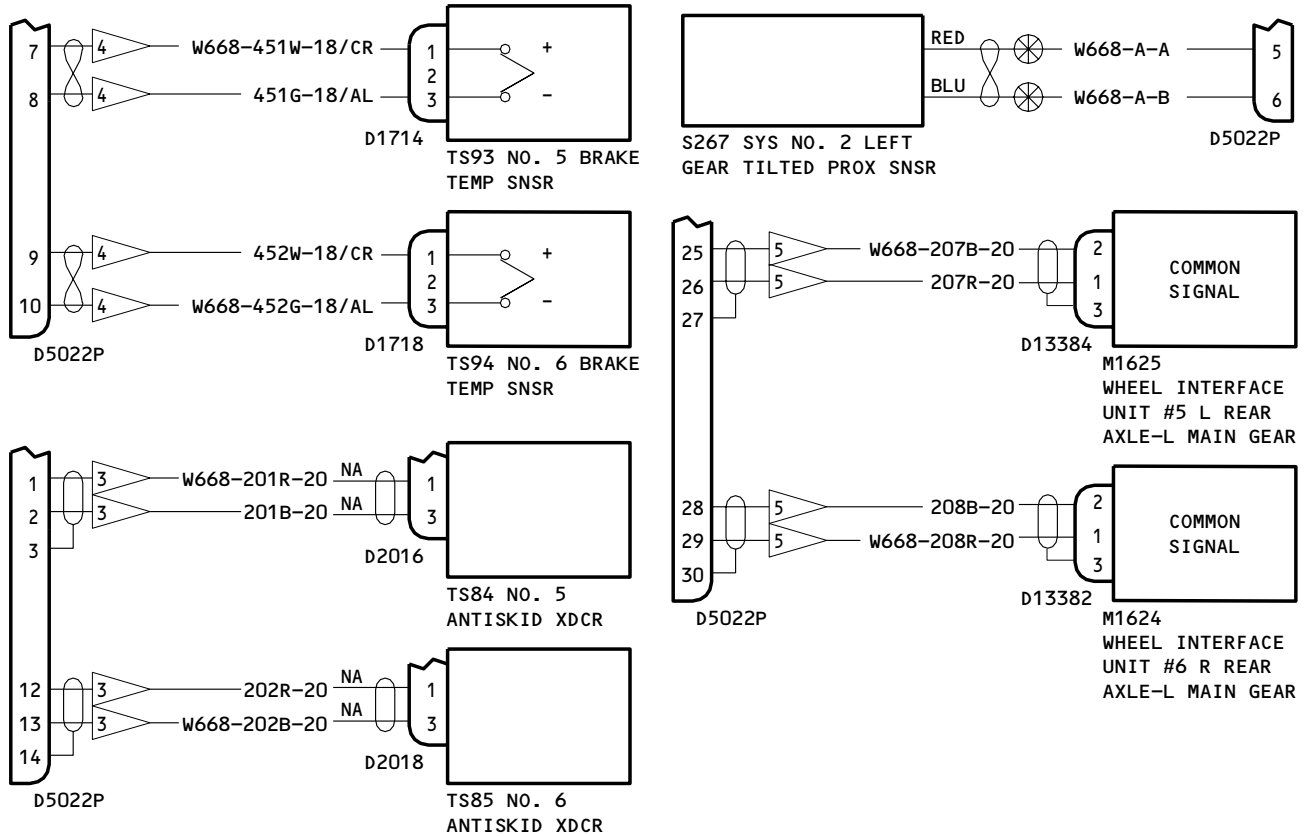 7 4 W668-451W-18/CR 1 +
2
8 4 451G-18/AL 3 -
D1714
TS93 NO. 5 BRAKE
TEMP SNSR
9 4 452W-18/CR 1 +
2
10 4 W668-452G-18/AL 3 -
D5022P
D1718
TS94 NO. 6 BRAKE
TEMP SNSR
1 3 W668-201R-20 NA 1
2 3 201B-20 NA 3
3
D2016
TS84 NO. 5
ANTISKID XDCR
12 3 202R-20 NA 1
13 3 W668-202B-20 NA 3
14
D2018
D5022P
TS85 NO. 6
ANTISKID XDCR
RED W668-A-A 5
BLU W668-A-B 6
D5022P
S267 SYS NO. 2 LEFT
GEAR TILTED PROX SNSR
25 5 W668-207B-20 2
26 5 207R-20 1
27 3
COMMON
SIGNAL
D13384
M1625
WHEEL INTERFACE
UNIT #5 L REAR
AXLE-L MAIN GEAR
28 5 208B-20 2
29 5 W668-208R-20 1
30 3
COMMON
SIGNAL
D5022P
D13382
M1624
WHEEL INTERFACE
UNIT #6 R REAR
AXLE-L MAIN GEAR